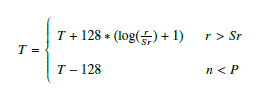 T = { T + 128 * (log(r/Sr) + 1)   r > Sr
T − 128   n < P